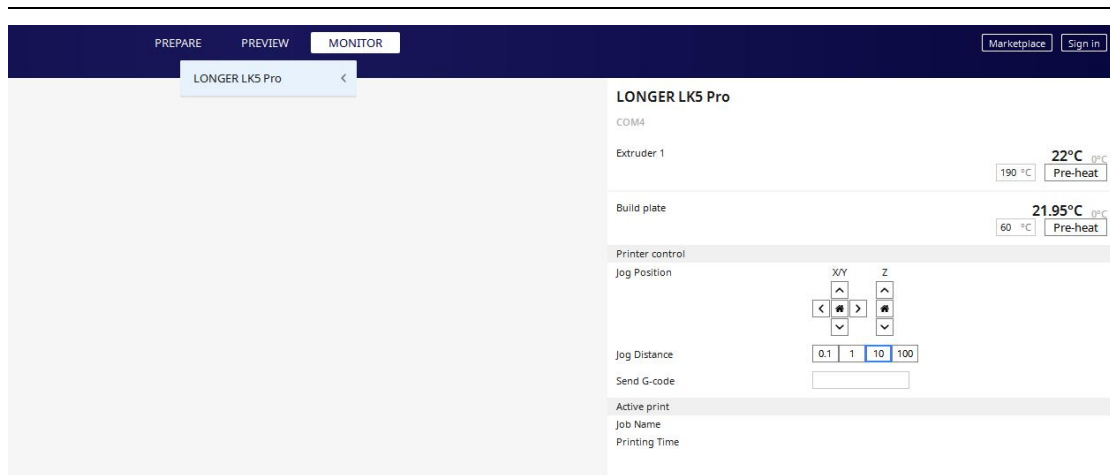 PREPARE PREVIEW MONITOR Marketplace Sign in
LONGER LK5 Pro
LONGER LK5 Pro
COM4
Extruder 1 22°C 0°C
190 °C Pre-heat
Build plate 21.95°C 0°C
60 °C Pre-heat
Printer control
Jog Position X/Y Z
Jog Distance 0.1 1 10 100
Send G-code
Active print
Job Name
Printing Time